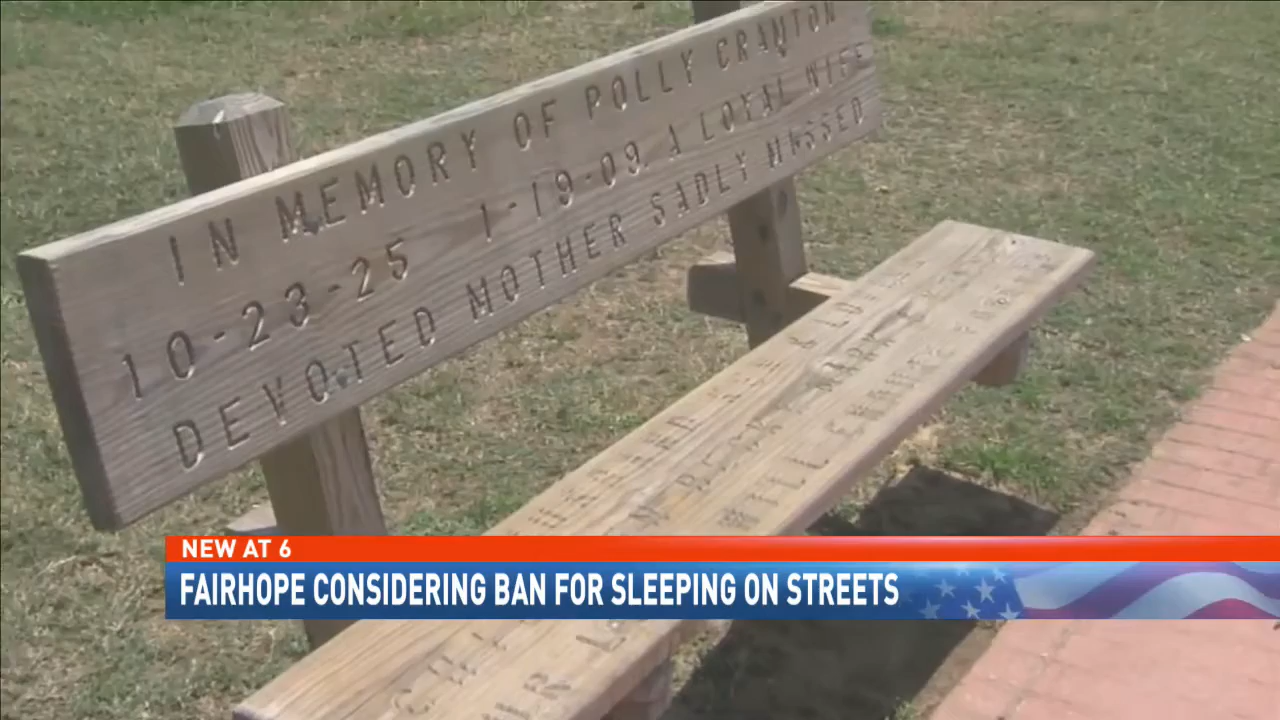 IN MEMORY OF POLLY CRAUTON
10-23-25 1-19-09. A LOYAL WIFE
DEVOTED MOTHER SADLY MISSED
NEW AT 6
FAIRHOPE CONSIDERING BAN FOR SLEEPING ON STREETS